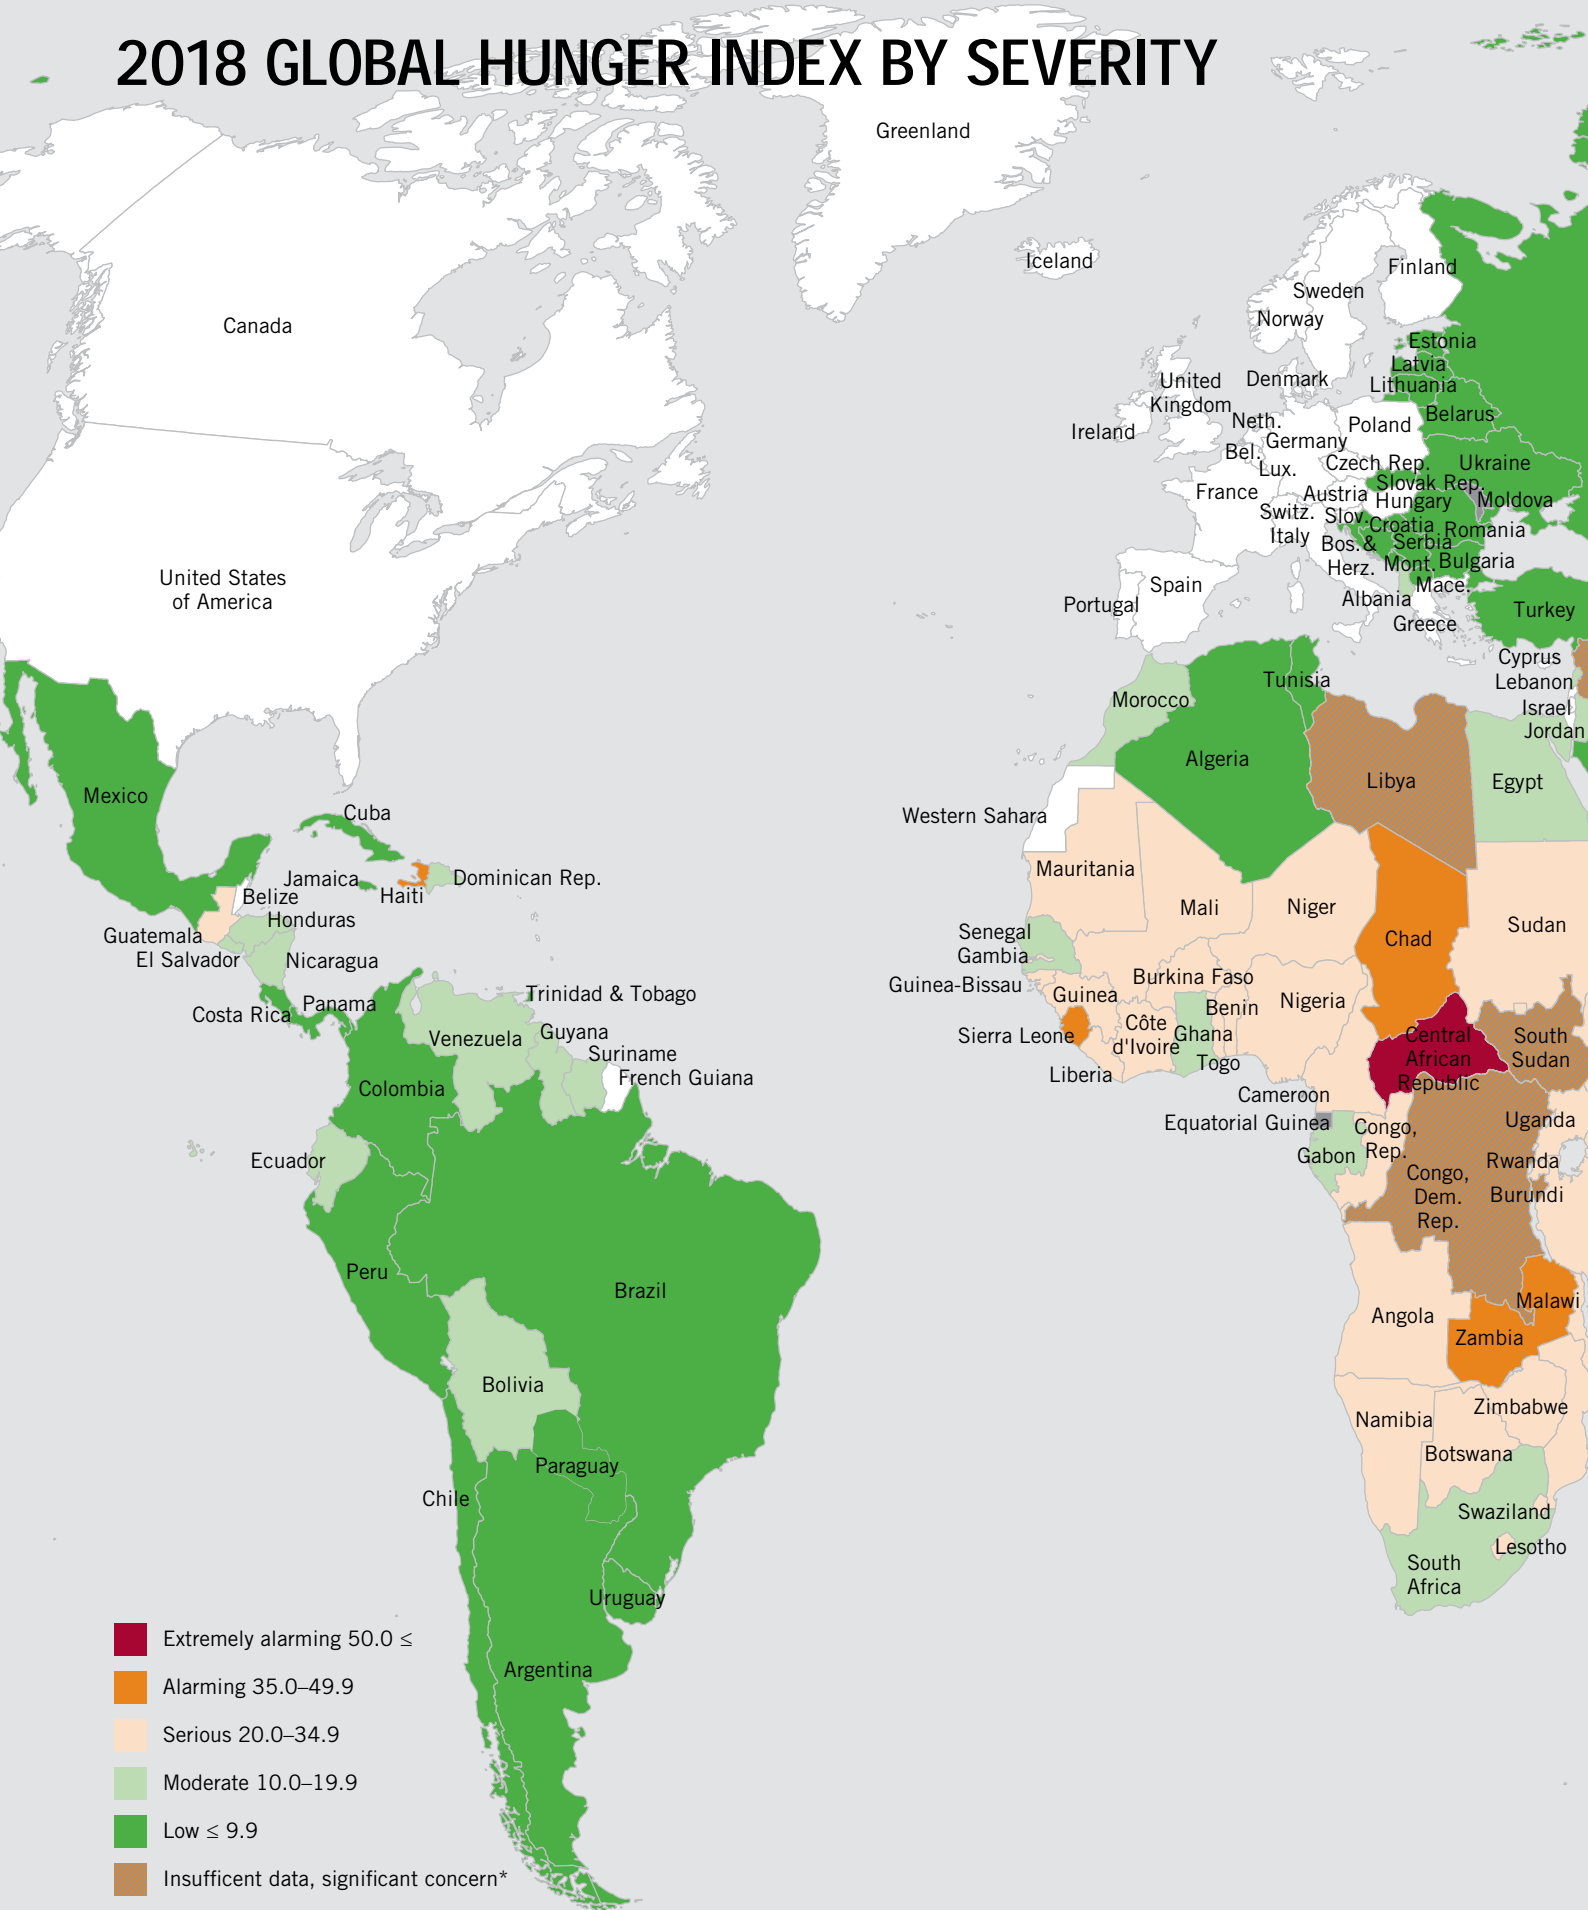 2018 GLOBAL HUNGER INDEX BY SEVERITY
Greenland
Iceland
Finland
Sweden
Norway
Canada
Estonia
Latvia
Lithuania
Belarus
United
Kingdom
Denmark
Ireland
Neth.
Germany
Poland
Bel.
Lux.
Czech Rep.
Ukraine
Slovak Rep.
France
Austria
Hungary
Moldova
Switz.
Slov.
Croatia
Romania
Italy
Bos.&
Herz.
Serbia
Mont.
Bulgaria
Mace.
Albania
Greece
Spain
Portugal
Turkey
United States
of America
Cyprus
Lebanon
Israel
Jordan
Tunisia
Morocco
Algeria
Libya
Egypt
Western Sahara
Mexico
Cuba
Jamaica
Haiti
Dominican Rep.
Belize
Honduras
Guatemala
El Salvador
Nicaragua
Costa Rica
Panama
Trinidad & Tobago
Venezuela
Guyana
Suriname
French Guiana
Colombia
Ecuador
Peru
Brazil
Bolivia
Paraguay
Chile
Uruguay
Argentina
Mauritania
Mali
Niger
Chad
Sudan
Senegal
Gambia
Guinea-Bissau
Guinea
Burkina Faso
Benin
Nigeria
Sierra Leone
Côte
d'Ivoire
Ghana
Togo
Liberia
Central
African
Republic
South
Sudan
Cameroon
Equatorial Guinea
Gabon
Congo,
Rep.
Uganda
Rwanda
Burundi
Congo,
Dem.
Rep.
Angola
Malawi
Zambia
Zimbabwe
Namibia
Botswana
Swaziland
Lesotho
South
Africa
Extremely alarming 50.0 ≤
Alarming 35.0–49.9
Serious 20.0–34.9
Moderate 10.0–19.9
Low ≤ 9.9
Insufficent data, significant concern*